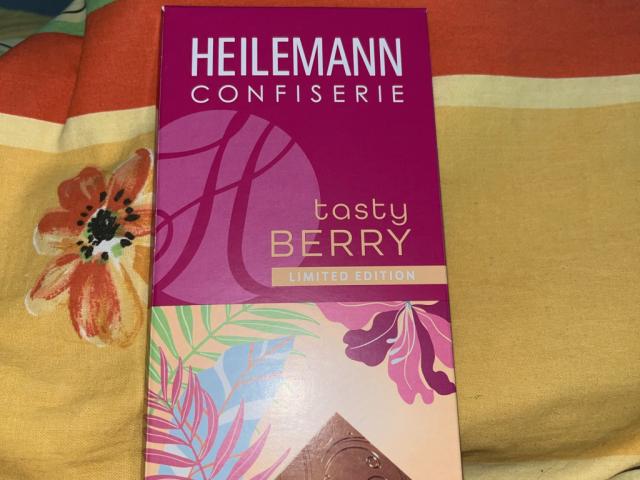 HEILEMANN
CONFISERIE
tasty
BERRY
LIMITED EDITION